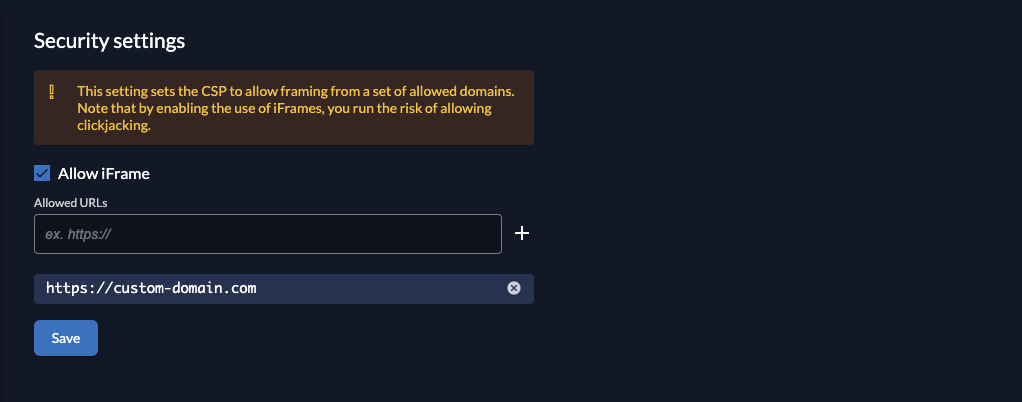 Security settings
This setting sets the CSP to allow framing from a set of allowed domains.
Note that by enabling the use of iFrames, you run the risk of allowing
clickjacking.
Allow iFrame
Allowed URLs
ex. https://
https://custom-domain.com
Save